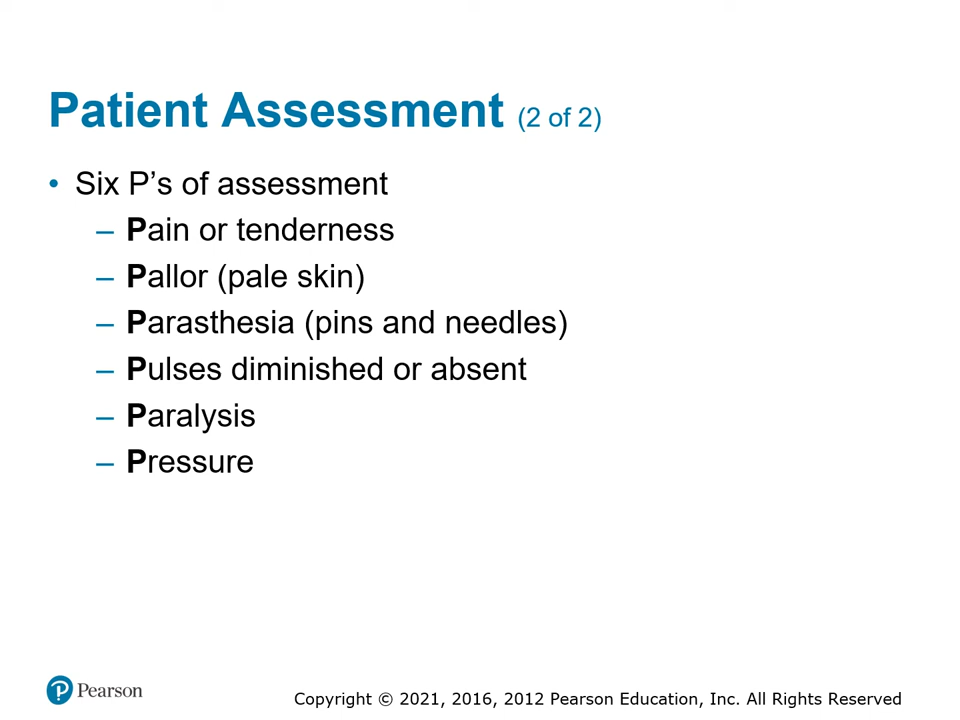 Patient Assessment (2 of 2)
• Six P’s of assessment
– Pain or tenderness
– Pallor (pale skin)
– Parasthesia (pins and needles)
– Pulses diminished or absent
– Paralysis
– Pressure
Pearson
Copyright © 2021, 2016, 2012 Pearson Education, Inc. All Rights Reserved